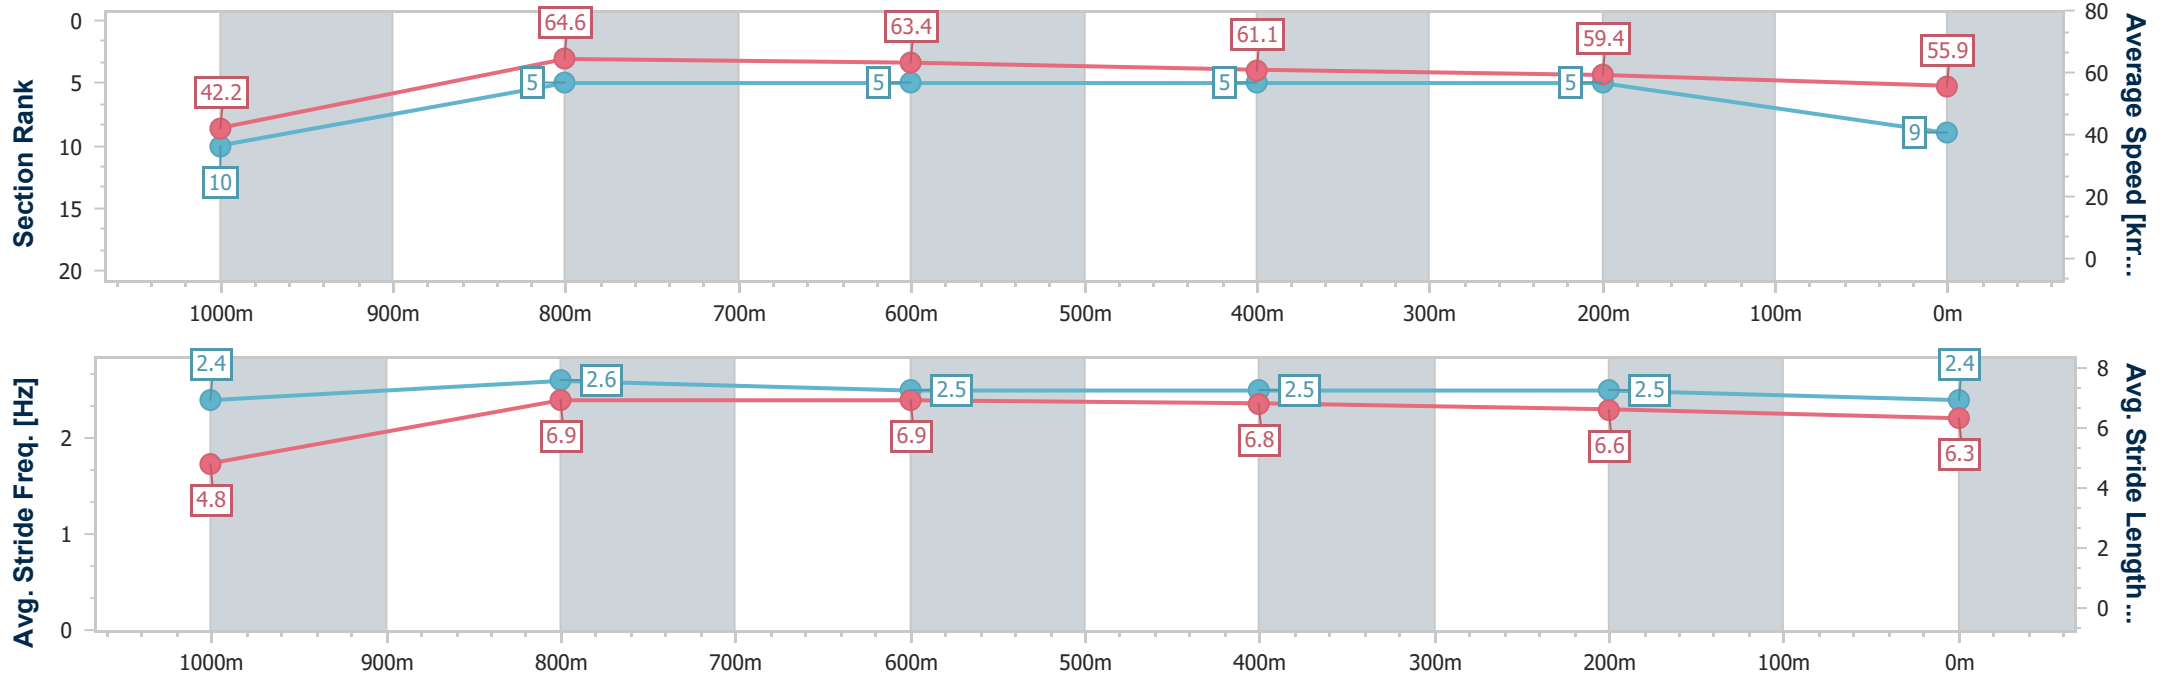 Section Rank
0
5
10
15
20
80
60
40
20
0
Average Speed [km...
42.2
64.6
63.4
61.1
59.4
55.9
10
5
5
5
5
9
1000m
900m
800m
700m
600m
500m
400m
300m
200m
100m
0m
Avg. Stride Freq. [Hz]
2
1
0
8
6
4
2
0
Avg. Stride Length...
2.4
2.6
2.5
2.5
2.5
2.4
4.8
6.9
6.9
6.8
6.6
6.3
1000m
900m
800m
700m
600m
500m
400m
300m
200m
100m
0m